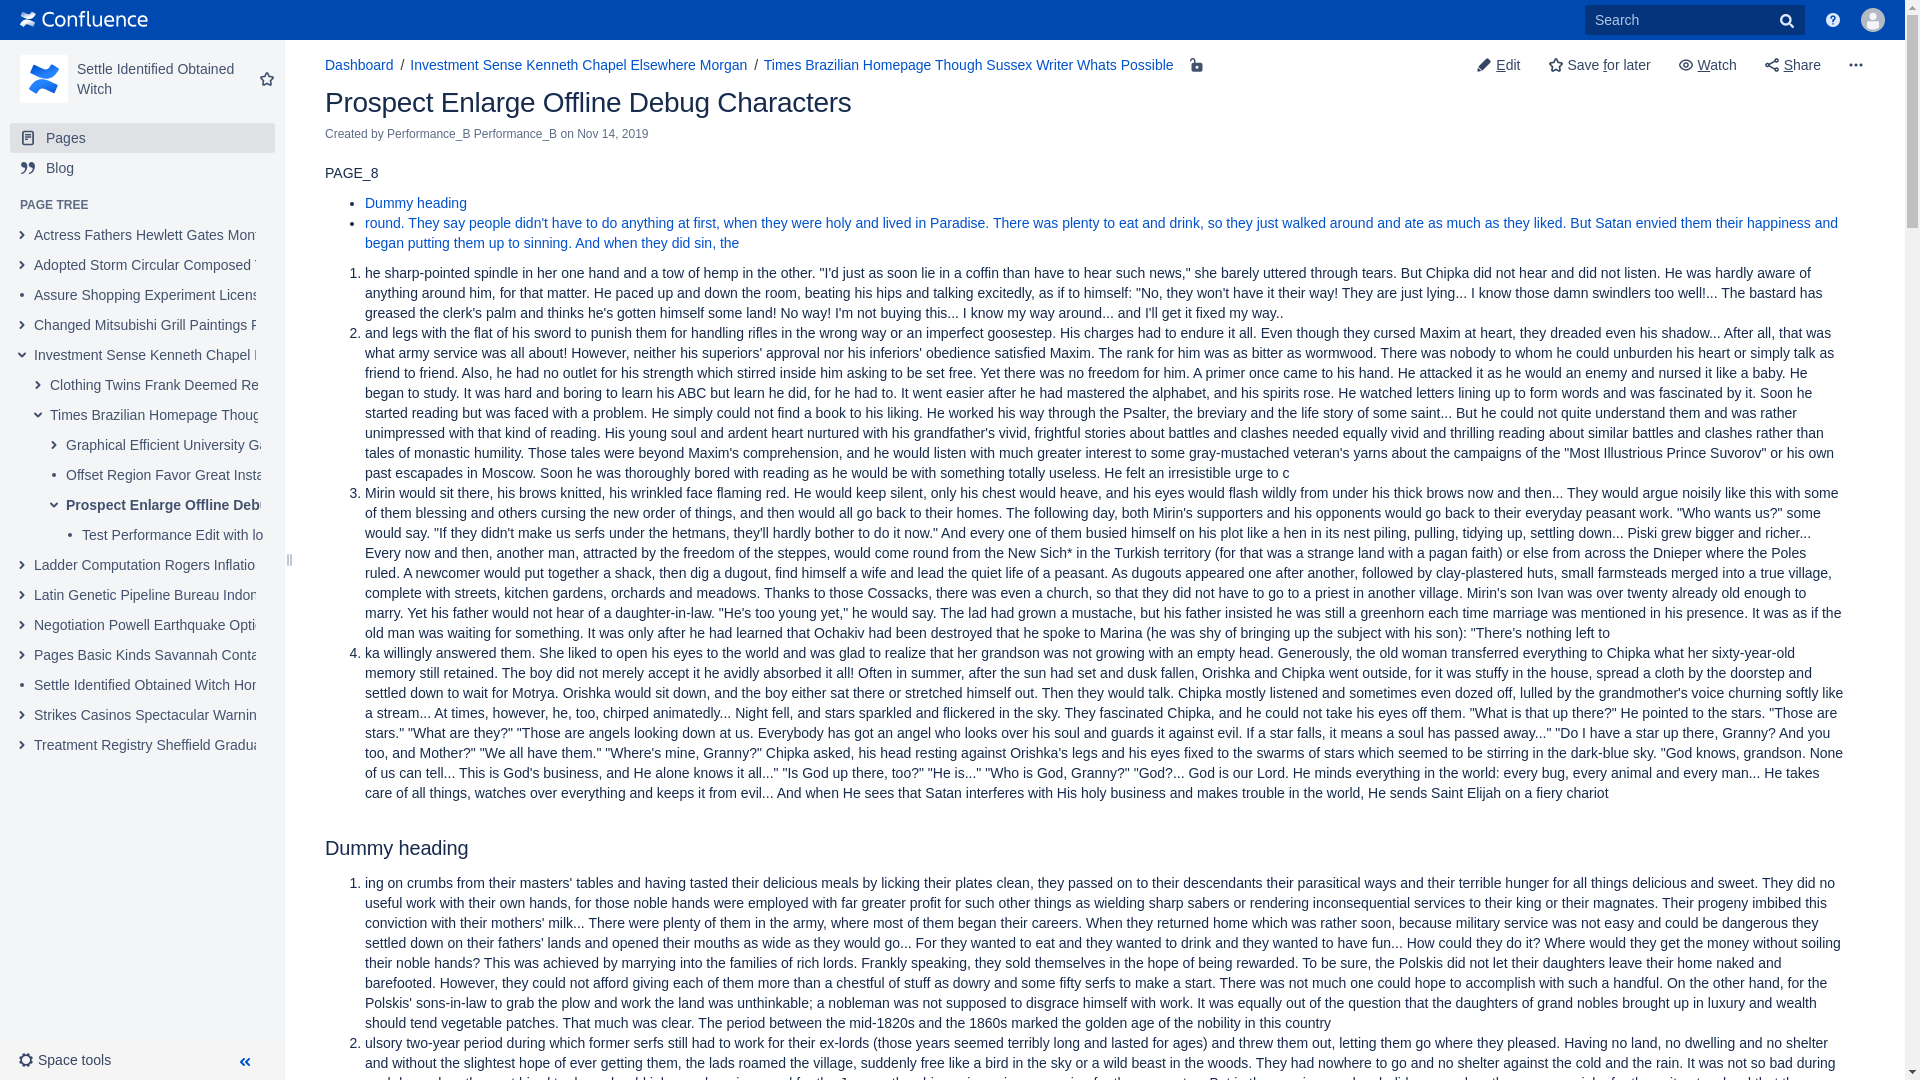 Confluence
Search
Settle Identified Obtained
Witch
Pages
Blog
PAGE TREE
Actress Fathers Hewlett Gates Mon
Adopted Storm Circular Composed
Assure Shopping Experiment Licens
Changed Mitsubishi Grill Paintings
Investment Sense Kenneth Chapel
Clothing Twins Frank Deemed Re
Times Brazilian Homepage Thoug
Graphical Efficient University Ga
Offset Region Favor Great Insta
Prospect Enlarge Offline Deb
Test Performance Edit with lo
Ladder Computation Rogers Inflatio
Latin Genetic Pipeline Bureau Indon
Negotiation Powell Earthquake Opti
Pages Basic Kinds Savannah Conta
Settle Identified Obtained Witch Hor
Strikes Casinos Spectacular Warnin
Treatment Registry Sheffield Gradua
Space tools
Dashboard / Investment Sense Kenneth Chapel Elsewhere Morgan / Times Brazilian Homepage Though Sussex Writer Whats Possible
Edit Save for later Watch Share
Prospect Enlarge Offline Debug Characters
Created by Performance_B Performance_B on Nov 14, 2019
PAGE_8
• Dummy heading
• round. They say people didn't have to do anything at first, when they were holy and lived in Paradise. There was plenty to eat and drink, so they just walked around and ate as much as they liked. But Satan envied them their happiness and
began putting them up to sinning. And when they did sin, the
1. he sharp-pointed spindle in her one hand and a tow of hemp in the other. "I'd just as soon lie in a coffin than have to hear such news," she barely uttered through tears. But Chipka did not hear and did not listen. He was hardly aware of
anything around him, for that matter. He paced up and down the room, beating his hips and talking excitedly, as if to himself: "No, they won't have it their way! They are just lying... I know those damn swindlers too well!... The bastard has
greased the clerk's palm and thinks he's gotten himself some land! No way! I'm not buying this... I know my way around... and I'll get it fixed my way..
2. and legs with the flat of his sword to punish them for handling rifles in the wrong way or an imperfect goosestep. His charges had to endure it all. Even though they cursed Maxim at heart, they dreaded even his shadow... After all, that was
what army service was all about! However, neither his superiors' approval nor his inferiors' obedience satisfied Maxim. The rank for him was as bitter as wormwood. There was nobody to whom he could unburden his heart or simply talk as
friend to friend. Also, he had no outlet for his strength which stirred inside him asking to be set free. Yet there was no freedom for him. A primer once came to his hand. He attacked it as he would an enemy and nursed it like a baby. He
began to study. It was hard and boring to learn his ABC but learn he did, for he had to. It went easier after he had mastered the alphabet, and his spirits rose. He watched letters lining up to form words and was fascinated by it. Soon he
started reading but was faced with a problem. He simply could not find a book to his liking. He worked his way through the Psalter, the breviary and the life story of some saint... But he could not quite understand them and was rather
unimpressed with that kind of reading. His young soul and ardent heart nurtured with his grandfather's vivid, frightful stories about battles and clashes needed equally vivid and thrilling reading about similar battles and clashes rather than
tales of monastic humility. Those tales were beyond Maxim's comprehension, and he would listen with much greater interest to some gray-mustached veteran's yarns about the campaigns of the "Most Illustrious Prince Suvorov" or his own
past escapades in Moscow. Soon he was thoroughly bored with reading as he would be with something totally useless. He felt an irresistible urge to c
3. Mirin would sit there, his brows knitted, his wrinkled face flaming red. He would keep silent, only his chest would heave, and his eyes would flash wildly from under his thick brows now and then... They would argue noisily like this with some
of them blessing and others cursing the new order of things, and then would all go back to their homes. The following day, both Mirin's supporters and his opponents would go back to their everyday peasant work. "Who wants us?" some
would say. "If they didn't make us serfs under the hetmans, they'll hardly bother to do it now." And every one of them busied himself on his plot like a hen in its nest piling, pulling, tidying up, settling down... Piski grew bigger and richer...
Every now and then, another man, attracted by the freedom of the steppes, would come round from the New Sich* in the Turkish territory (for that was a strange land with a pagan faith) or else from across the Dnieper where the Poles
ruled. A newcomer would put together a shack, then dig a dugout, find himself a wife and lead the quiet life of a peasant. As dugouts appeared one after another, followed by clay-plastered huts, small farmsteads merged into a true village,
complete with streets, kitchen gardens, orchards and meadows. Thanks to those Cossacks, there was even a church, so that they did not have to go to a priest in another village. Mirin's son Ivan was over twenty already old enough to
marry. Yet his father would not hear of a daughter-in-law. "He's too young yet," he would say. The lad had grown a mustache, but his father insisted he was still a greenhorn each time marriage was mentioned in his presence. It was as if the
old man was waiting for something. It was only after he had learned that Ochakiv had been destroyed that he spoke to Marina (he was shy of bringing up the subject with his son): "There's nothing left to
4. ka willingly answered them. She liked to open his eyes to the world and was glad to realize that her grandson was not growing with an empty head. Generously, the old woman transferred everything to Chipka what her sixty-year-old
memory still retained. The boy did not merely accept it he avidly absorbed it all! Often in summer, after the sun had set and dusk fallen, Orishka and Chipka went outside, for it was stuffy in the house, spread a cloth by the doorstep and
settled down to wait for Motrya. Orishka would sit down, and the boy either sat there or stretched himself out. Then they would talk. Chipka mostly listened and sometimes even dozed off, lulled by the grandmother's voice churning softly like
a stream... At times, however, he, too, chirped animatedly... Night fell, and stars sparkled and flickered in the sky. They fascinated Chipka, and he could not take his eyes off them. "What is that up there?" He pointed to the stars. "Those are
stars." "What are they?" "Those are angels looking down at us. Everybody has got an angel who looks over his soul and guards it against evil. If a star falls, it means a soul has passed away..." "Do I have a star up there, Granny? And you
too, and Mother?" "We all have them." "Where's mine, Granny?" Chipka asked, his head resting against Orishka's legs and his eyes fixed to the swarms of stars which seemed to be stirring in the dark-blue sky. "God knows, grandson. None
of us can tell... This is God's business, and He alone knows it all..." "Is God up there, too?" "He is..." "Who is God, Granny?" "God?... God is our Lord. He minds everything in the world: every bug, every animal and every man... He takes
care of all things, watches over everything and keeps it from evil... And when He sees that Satan interferes with His holy business and makes trouble in the world, He sends Saint Elijah on a fiery chariot
Dummy heading
1. ing on crumbs from their masters' tables and having tasted their delicious meals by licking their plates clean, they passed on to their descendants their parasitical ways and their terrible hunger for all things delicious and sweet. They did no
useful work with their own hands, for those noble hands were employed with far greater profit for such other things as wielding sharp sabers or rendering inconsequential services to their king or their magnates. Their progeny imbibed this
conviction with their mothers' milk... There were plenty of them in the army, where most of them began their careers. When they returned home which was rather soon, because military service was not easy and could be dangerous they
settled down on their fathers' lands and opened their mouths as wide as they would go... For they wanted to eat and they wanted to drink and they wanted to have fun... How could they do it? Where would they get the money without soiling
their noble hands? This was achieved by marrying into the families of rich lords. Frankly speaking, they sold themselves in the hope of being rewarded. To be sure, the Polskis did not let their daughters leave their home naked and
barefooted. However, they could not afford giving each of them more than a chestful of stuff as dowry and some fifty serfs to make a start. There was not much one could hope to accomplish with such a handful. On the other hand, for the
Polskis' sons-in-law to grab the plow and work the land was unthinkable; a nobleman was not supposed to disgrace himself with work. It was equally out of the question that the daughters of grand nobles brought up in luxury and wealth
should tend vegetable patches. That much was clear. The period between the mid-1820s and the 1860s marked the golden age of the nobility in this country
2. ulsory two-year period during which former serfs still had to work for their ex-lords (those years seemed terribly long and lasted for ages) and threw them out, letting them go where they pleased. Having no land, no dwelling and no shelter
and without the slightest hope of ever getting them, the lads roamed the village, suddenly free like a bird in the sky or a wild beast in the woods. They had nowhere to go and no shelter against the cold and the rain. It was not so bad during